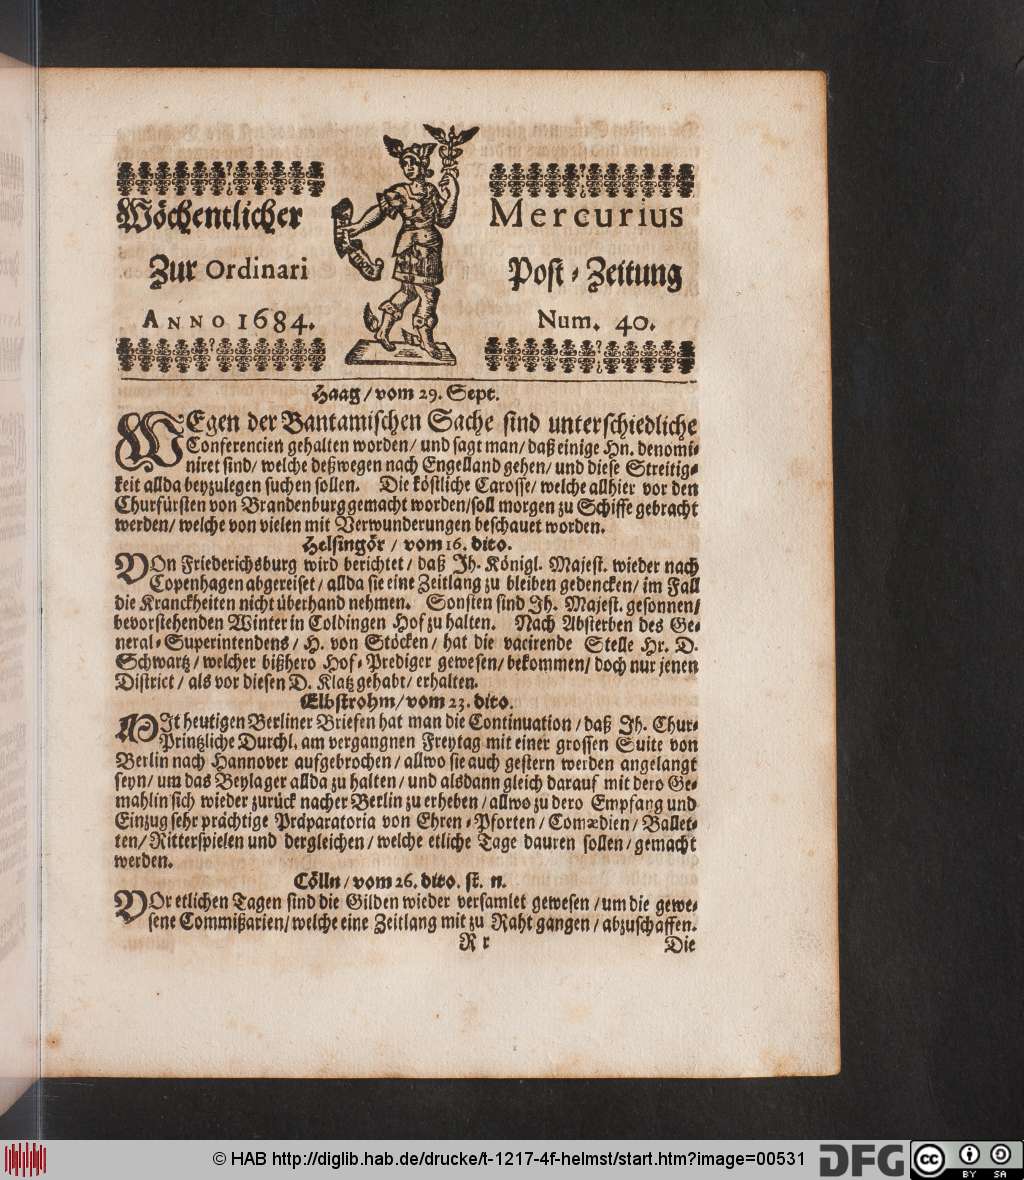 Wöchentlicher Mercurius
Zur Ordinari Post-Zeitung
ANNO 1684. Num. 40.
Haag / vom 29. Sept.
WEgen der Bantamischen Sache sind unterschiedliche
Conferencien gehalten worden / und sagt man / daß einige Hn. denomi-
niret sind / welche deßwegen nach Engelland gehen / und diese Streitig-
keit allda beyzulegen suchen sollen. Die köstliche Carosse / welche allhier vor den
Churfürsten von Brandenburg gemacht worden / soll morgen zu Schiffe gebracht
werden / welche von vielen mit Verwunderungen beschauet worden.
Helsingör / vom 16. dito.
VOn Friederichsburg wird berichtet / daß Jh. Königl. Majest. wieder nach
Copenhagen abgereiset / allda sie eine Zeitlang zu bleiben gedencken / im Fall
die Kranckheiten nicht überhand nehmen. Sonsten sind Jh. Majest. gesonnen /
bevorstehenden Winter in Coldingen Hof zu halten. Nach Absterben des Ge-
neral-Superintendens / H. von Stöcken / hat die vacirende Stelle Hr. D.
Schwartz / welcher bißhero Hof-Prediger gewesen / bekommen / doch nur jenen
District / als vor diesen D. Klatz gehabt / erhalten.
Elbstrohm / vom 23. dito.
MIt heutigen Berliner Briefen hat man die Continuation / daß Jh. Chur-
Printzliche Durchl. am vergangnen Freytag mit einer grossen Suite von
Berlin nach Hannover aufgebrochen / allwo sie auch gestern werden angelangt
seyn / um das Beylager allda zu halten / und alsdann gleich darauf mit dero Ge-
mahlin sich wieder zurück nacher Berlin zu erheben / allwo zu dero Empfang und
Einzug sehr prächtige Präparatoria von Ehren-Pforten / Comædien / Ballet-
ten / Ritterspielen und dergleichen / welche etliche Tage dauren sollen / gemacht
werden.
Cölln / vom 26. dito. st. n.
VOr etlichen Tagen sind die Gilden wieder versamlet gewesen / um die gewe-
sene Commißarien / welche eine Zeitlang mit zu Raht gangen / abzuschaffen.
R r Die
© HAB http://diglib.hab.de/drucke/t-1217-4f-helmst/start.htm?image=00531 DFG cc BY SA